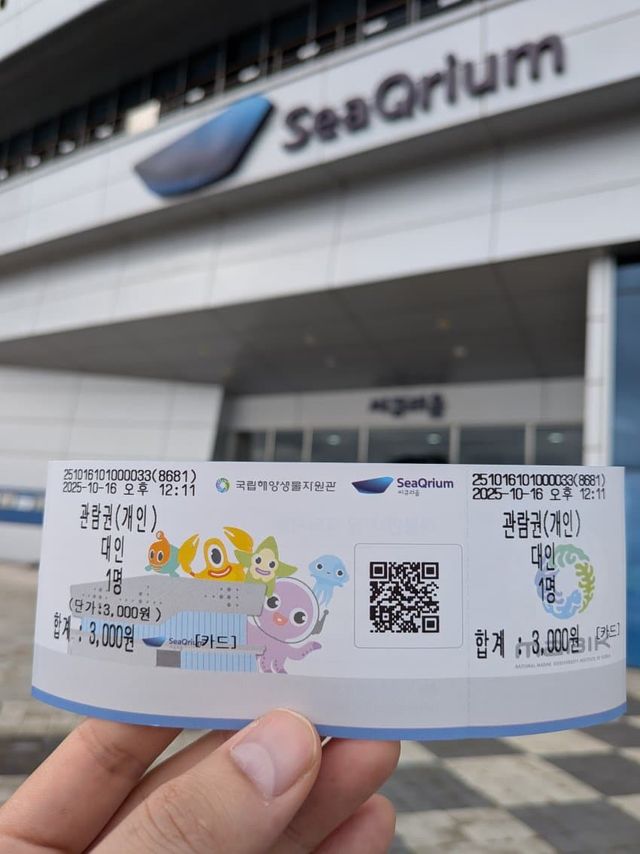 SeaQrium
씨큐리움
251016101000033(8681)
2025-10-16 오후 12:11
관람권(개인)
대인
1명
(단가:3,000원 )
합계 : 3,000원 [카드]
SeaQrium
국립해양생물자원관
SeaQrium
씨큐리움
251016101000033(8681)
2025-10-16 오후 12:11
관람권(개인)
대인
1명
합계 : 3,000원 [카드]
MABIK
NATIONAL MARINE BIODIVERSITY INSTITUTE OF KOREA